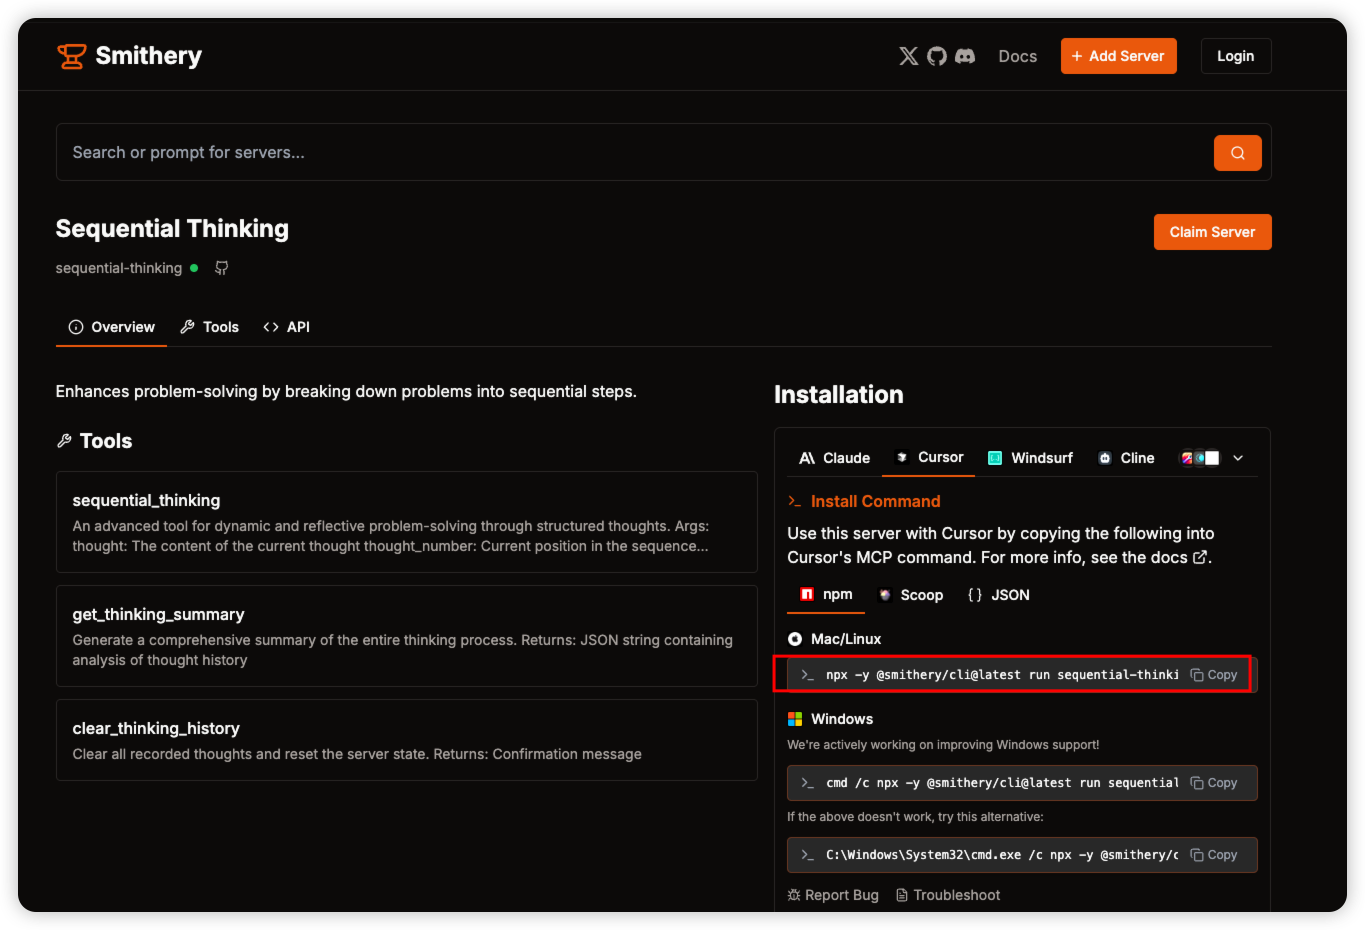 Smithery
Docs
+ Add Server
Login
Search or prompt for servers...
Sequential Thinking
Claim Server
sequential-thinking
Overview
Tools
<> API
Enhances problem-solving by breaking down problems into sequential steps.
Tools
sequential_thinking
An advanced tool for dynamic and reflective problem-solving through structured thoughts. Args:
thought: The content of the current thought thought_number: Current position in the sequence...
get_thinking_summary
Generate a comprehensive summary of the entire thinking process. Returns: JSON string containing
analysis of thought history
clear_thinking_history
Clear all recorded thoughts and reset the server state. Returns: Confirmation message
Installation
Claude
Cursor
Windsurf
Cline
>_ Install Command
Use this server with Cursor by copying the following into
Cursor's MCP command. For more info, see the docs.
npm
Scoop
{ } JSON
Mac/Linux
>_ npx -y @smithery/cli@latest run sequential-thinki
Copy
Windows
We're actively working on improving Windows support!
>_ cmd /c npx -y @smithery/cli@latest run sequential
Copy
If the above doesn't work, try this alternative:
>_ C:\Windows\System32\cmd.exe /c npx -y @smithery/c
Copy
Report Bug
Troubleshoot